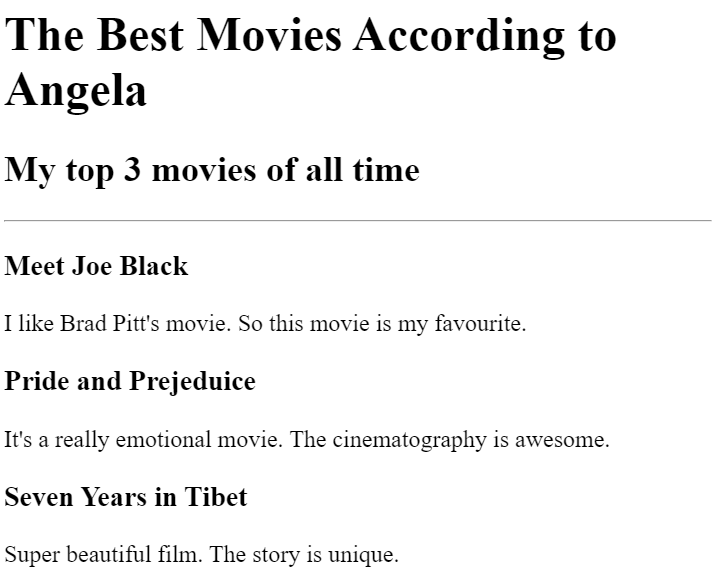 The Best Movies According to
Angela
My top 3 movies of all time
Meet Joe Black
I like Brad Pitt's movie. So this movie is my favourite.
Pride and Prejeduice
It's a really emotional movie. The cinematography is awesome.
Seven Years in Tibet
Super beautiful film. The story is unique.